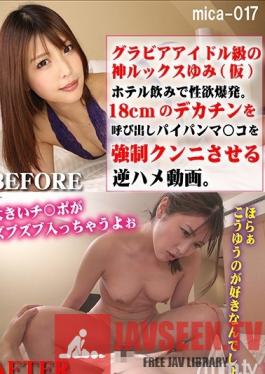 mica-017
グラビアアイドル級の
神ルックスゆみ(仮)
ホテル飲みで性欲爆発。
18cmのデカチンを
呼び出しパイパンマ〇コを
強制クンニさせる
逆ハメ動画。
BEFORE
きいチ〇ポが
ズブズブ入っちゃうよぉ
ほらぁ
こうゆうのが好きなんでし
JAVSEEN.TV
FREE JAV LIBRARY
AFTER